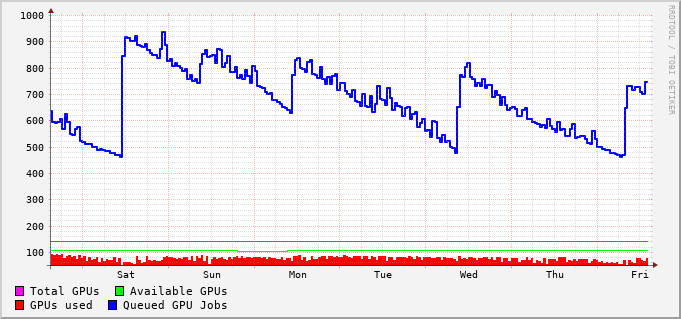 1000
900
800
700
600
500
400
300
200
100
Sat Sun Mon Tue Wed Thu Fri
RRDTOOL / TOBI OETIKER
Total GPUs Available GPUs
GPUs used Queued GPU Jobs